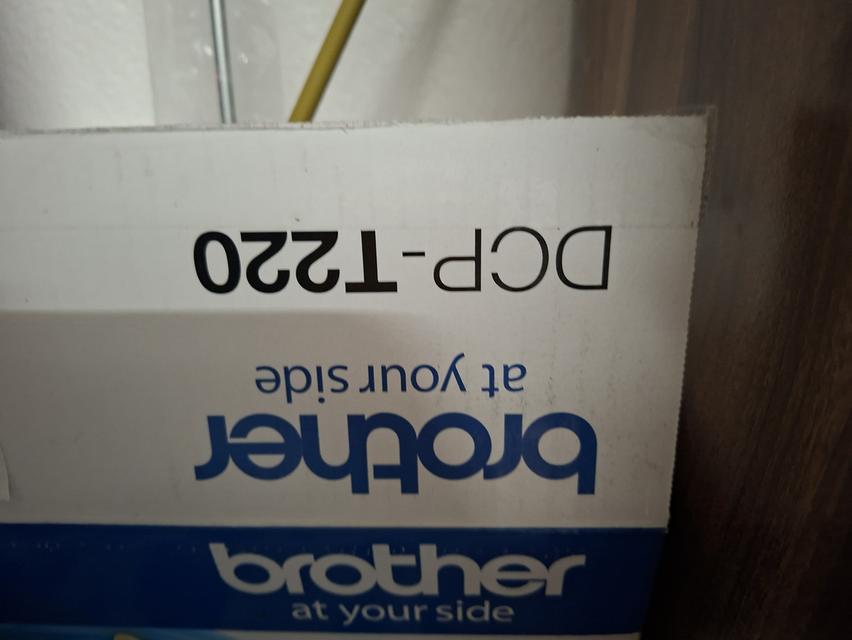 DCP-T220
brother
at your side
brother
at your side